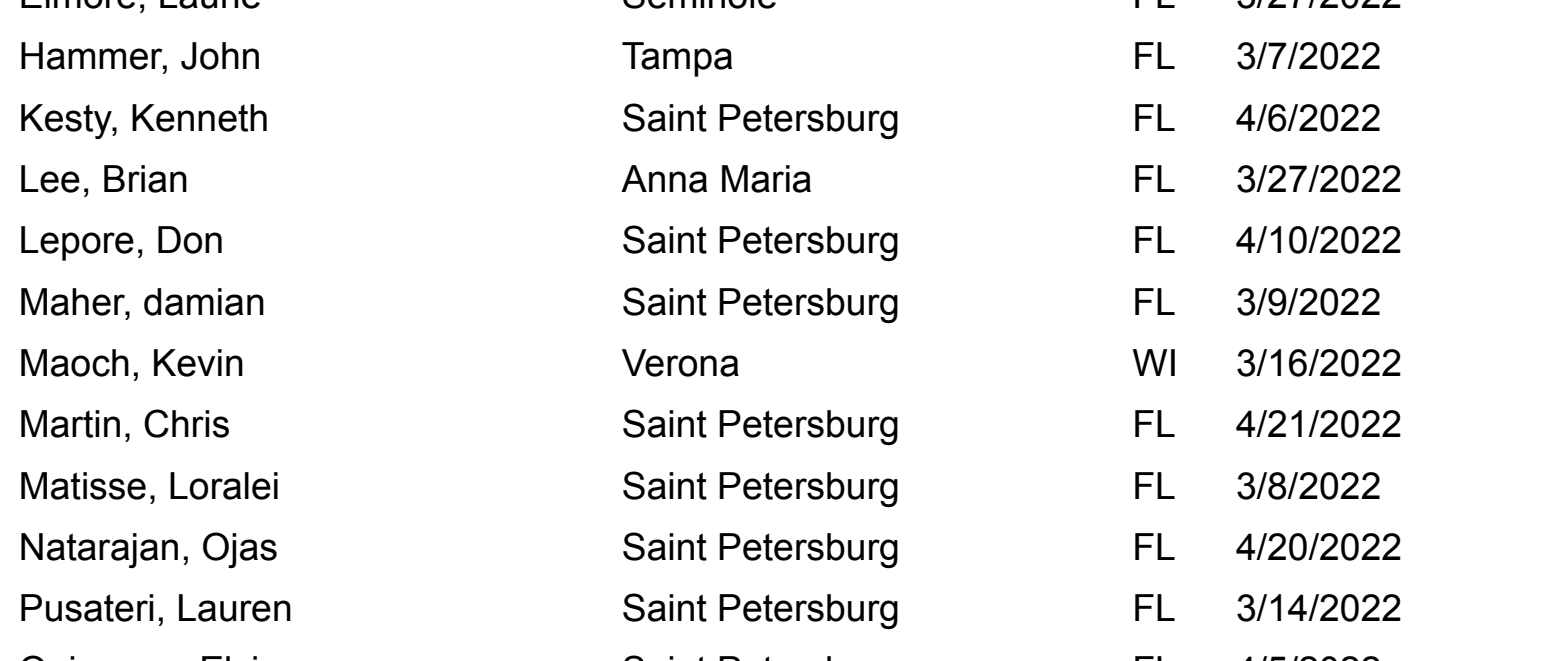 Hammer, John Tampa FL 3/7/2022
Kesty, Kenneth Saint Petersburg FL 4/6/2022
Lee, Brian Anna Maria FL 3/27/2022
Lepore, Don Saint Petersburg FL 4/10/2022
Maher, damian Saint Petersburg FL 3/9/2022
Maoch, Kevin Verona WI 3/16/2022
Martin, Chris Saint Petersburg FL 4/21/2022
Matisse, Loralei Saint Petersburg FL 3/8/2022
Natarajan, Ojas Saint Petersburg FL 4/20/2022
Pusateri, Lauren Saint Petersburg FL 3/14/2022